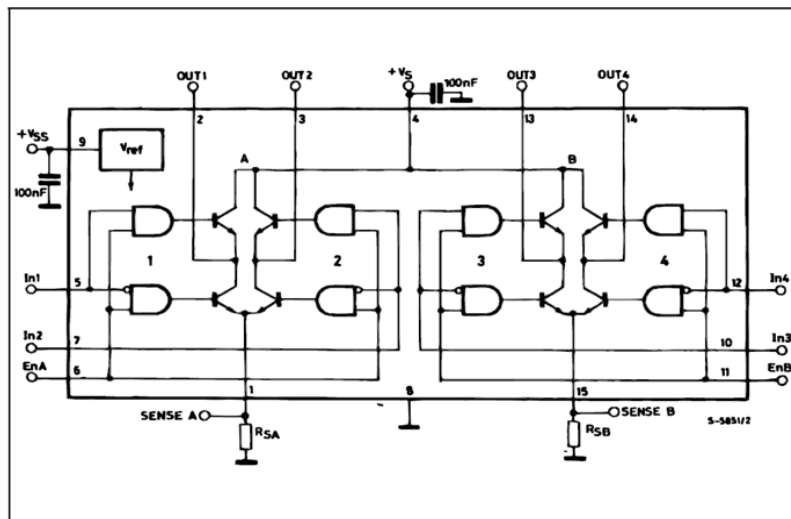 OUT1 OUT2 +VS 100nF OUT3 OUT4
2 3 4 13 14
+VSS 9 Vref A B
100nF
1 2 3 4
In1 5 12 In4
In2 7 10 In3
EnA 6 11 EnB
1 8 15
SENSE A SENSE B S-5851/2
RSA RSB